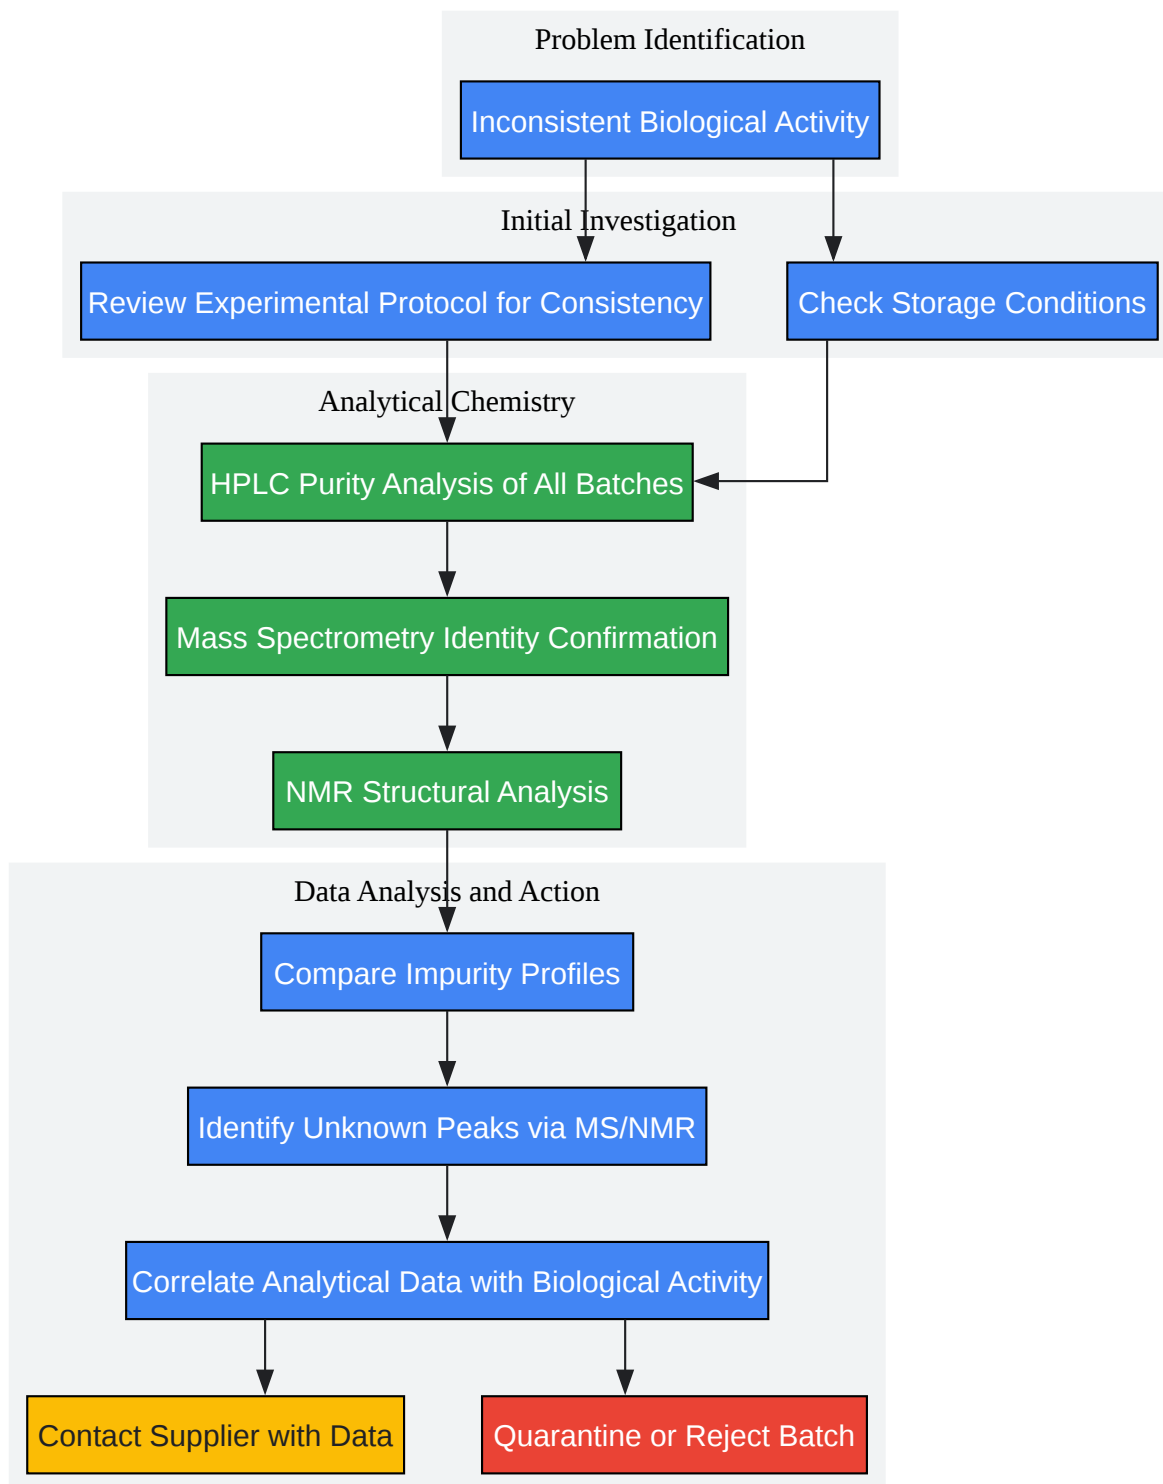 Problem Identification
Inconsistent Biological Activity
Initial Investigation
Review Experimental Protocol for Consistency
Check Storage Conditions
Analytical Chemistry
HPLC Purity Analysis of All Batches
Mass Spectrometry Identity Confirmation
NMR Structural Analysis
Data Analysis and Action
Compare Impurity Profiles
Identify Unknown Peaks via MS/NMR
Correlate Analytical Data with Biological Activity
Contact Supplier with Data
Quarantine or Reject Batch